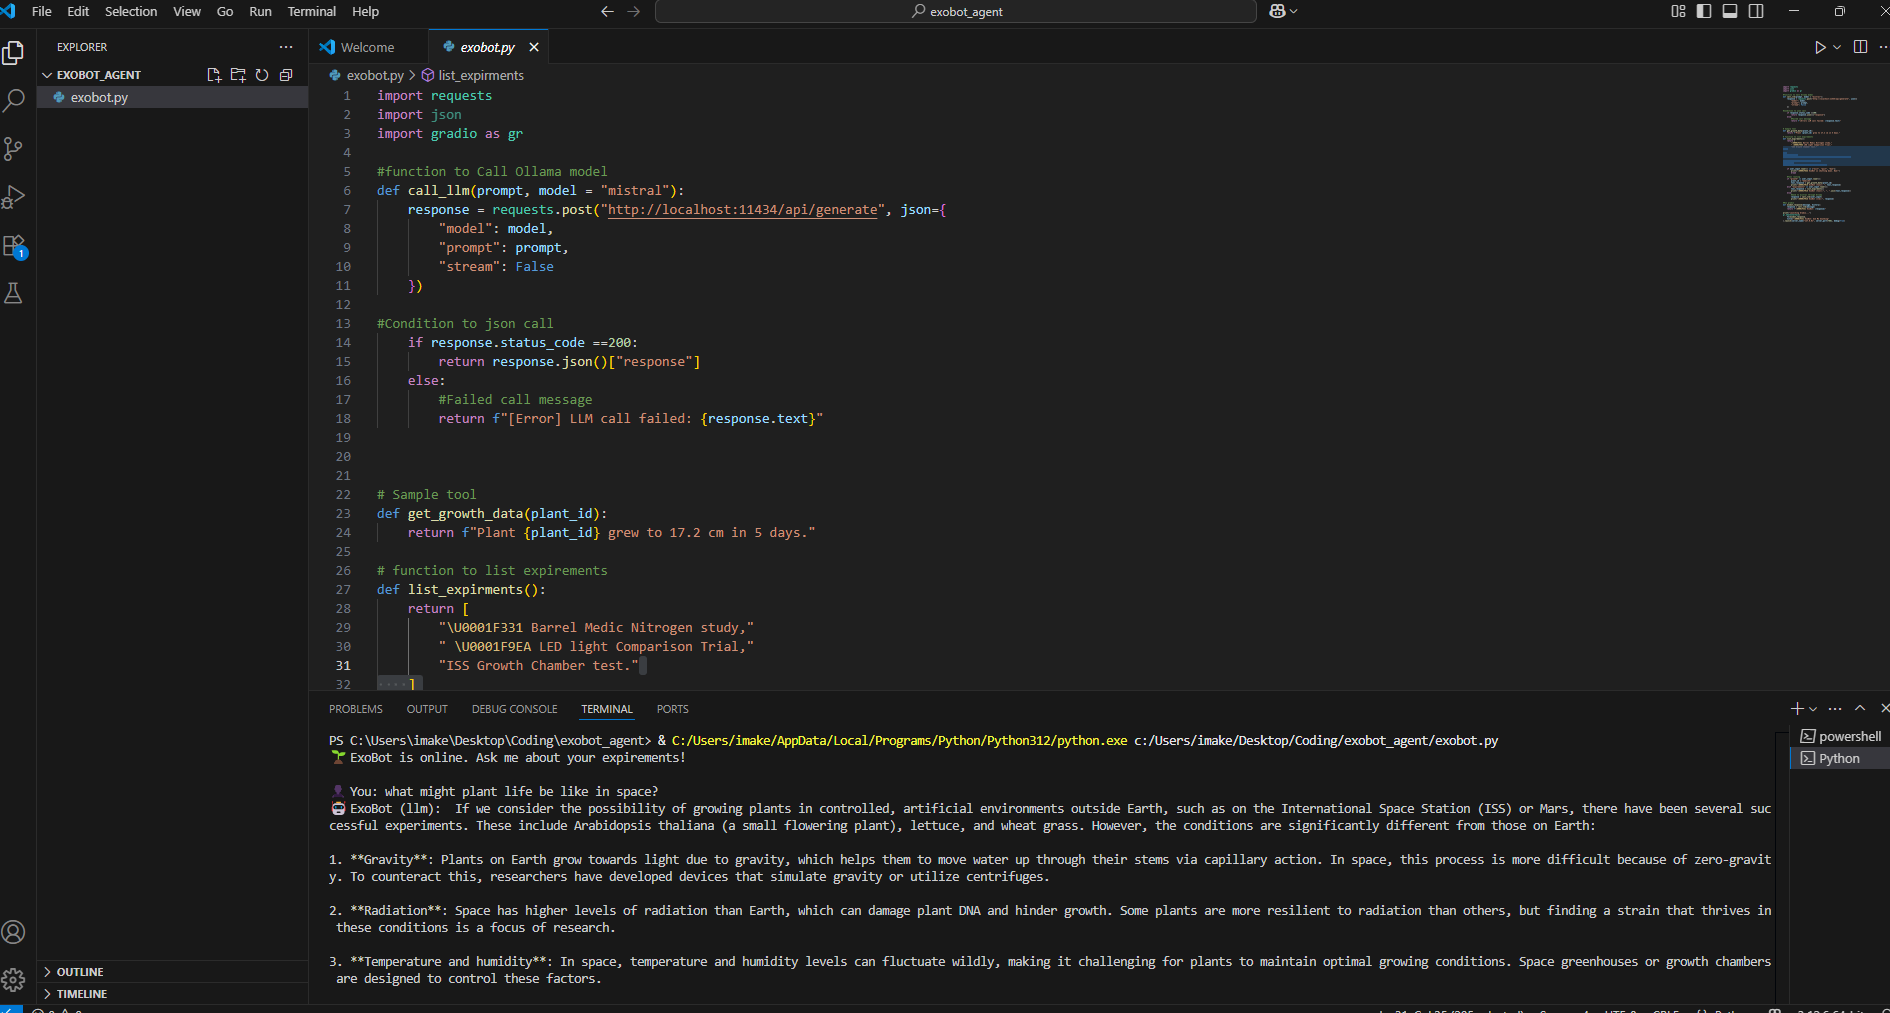 File Edit Selection View Go Run Terminal Help
exobot_agent
EXPLORER
EXOBOT_AGENT
exobot.py
1
OUTLINE
TIMELINE
Welcome
exobot.py
exobot.py > list_expirments
1 import requests
2 import json
3 import gradio as gr
4
5 #function to Call Ollama model
6 def call_llm(prompt, model = "mistral"):
7 response = requests.post("http://localhost:11434/api/generate", json={
8 "model": model,
9 "prompt": prompt,
10 "stream": False
11 })
12
13 #Condition to json call
14 if response.status_code ==200:
15 return response.json()["response"]
16 else:
17 #Failed call message
18 return f"[Error] LLM call failed: {response.text}"
19
20
21
22 # Sample tool
23 def get_growth_data(plant_id):
24 return f"Plant {plant_id} grew to 17.2 cm in 5 days."
25
26 # function to list expirements
27 def list_expirments():
28 return [
29 "\U0001F331 Barrel Medic Nitrogen study,"
30 " \U0001F9EA LED light Comparison Trial,"
31 "ISS Growth Chamber test."
32 ]
PROBLEMS OUTPUT DEBUG CONSOLE TERMINAL PORTS
PS C:\Users\imake\Desktop\Coding\exobot_agent> & C:/Users/imake/AppData/Local/Programs/Python/Python312/python.exe c:/Users/imake/Desktop/Coding/exobot_agent/exobot.py
ExoBot is online. Ask me about your expirements!
You: what might plant life be like in space?
ExoBot (llm): If we consider the possibility of growing plants in controlled, artificial environments outside Earth, such as on the International Space Station (ISS) or Mars, there have been several suc
cessful experiments. These include Arabidopsis thaliana (a small flowering plant), lettuce, and wheat grass. However, the conditions are significantly different from those on Earth:
1. **Gravity**: Plants on Earth grow towards light due to gravity, which helps them to move water up through their stems via capillary action. In space, this process is more difficult because of zero-gravit
y. To counteract this, researchers have developed devices that simulate gravity or utilize centrifuges.
2. **Radiation**: Space has higher levels of radiation than Earth, which can damage plant DNA and hinder growth. Some plants are more resilient to radiation than others, but finding a strain that thrives in
these conditions is a focus of research.
3. **Temperature and humidity**: In space, temperature and humidity levels can fluctuate wildly, making it challenging for plants to maintain optimal growing conditions. Space greenhouses or growth chambers
are designed to control these factors.
powershell
Python